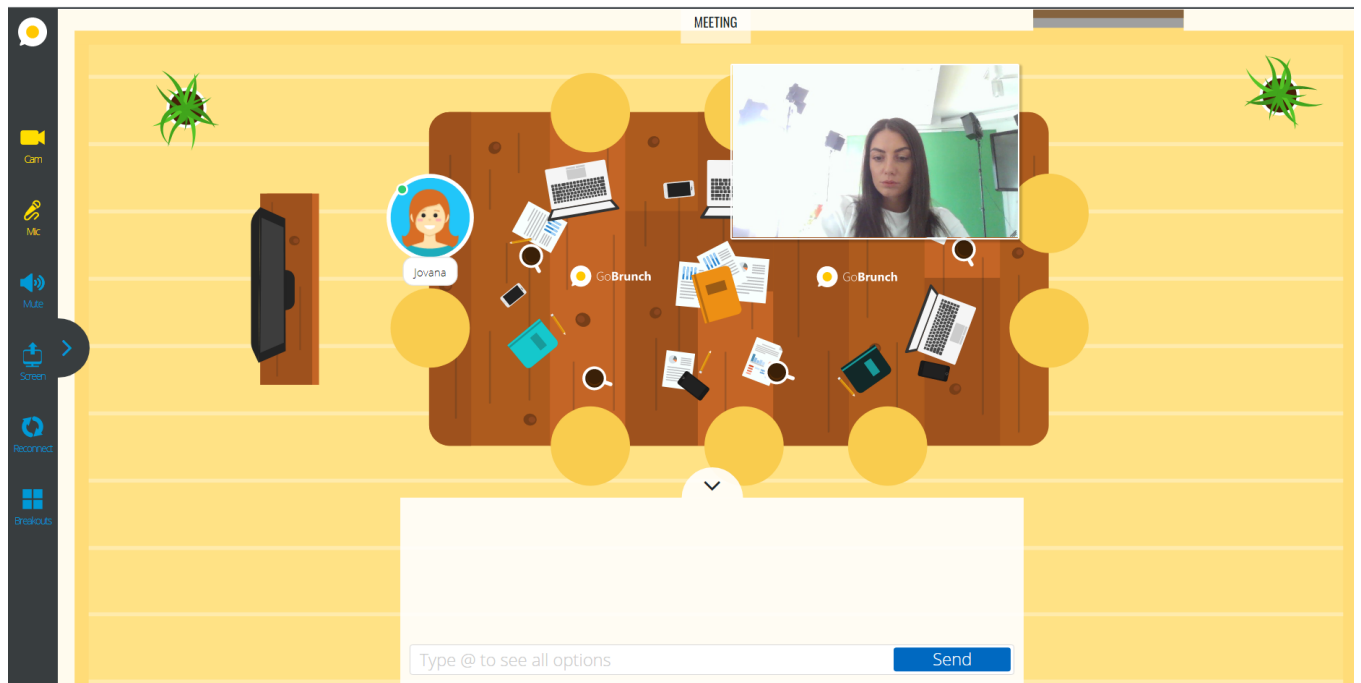 MEETING
Cam
Mic
Mute
Screen
Reconnect
Breakouts
Jovana
GoBrunch
GoBrunch
Type @ to see all options
Send